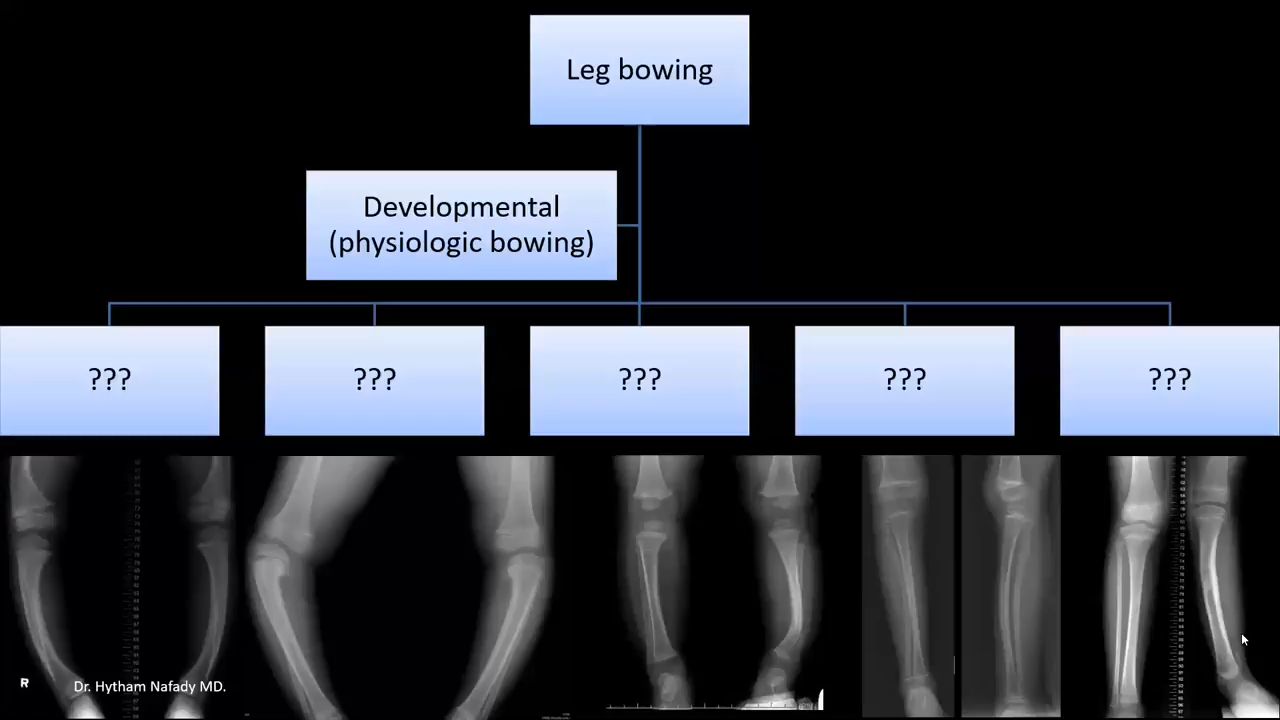 Leg bowing
Developmental
(physiologic bowing)
???
???
???
???
???
R
Dr. Hytham Nafady MD.